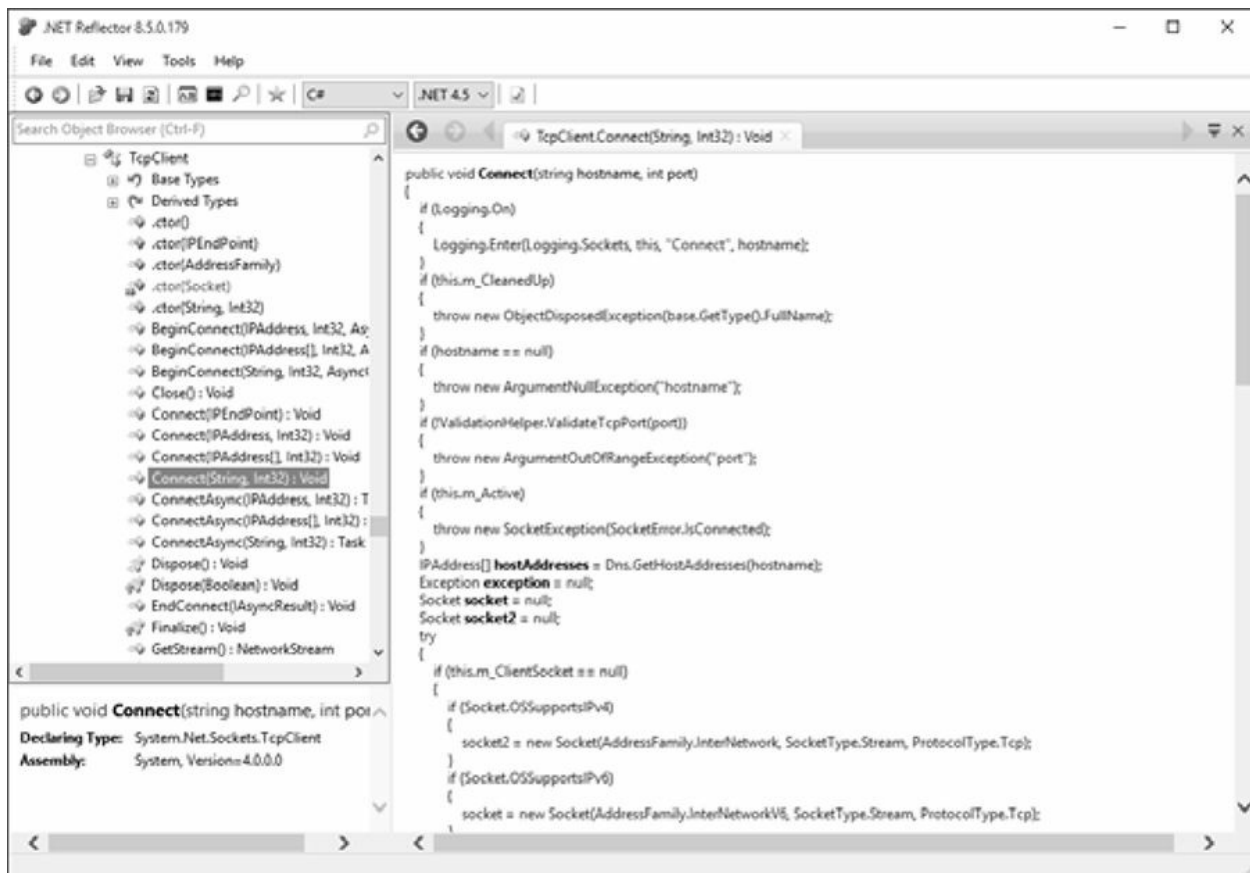 .NET Reflector 8.5.0.179
File Edit View Tools Help
C# .NET 4.5
Search Object Browser (Ctrl-F)
TcpClient
Base Types
Derived Types
.ctor()
.ctor(IPEndPoint)
.ctor(AddressFamily)
.ctor(Socket)
.ctor(String, Int32)
BeginConnect(IPAddress, Int32, As
BeginConnect(IPAddress[], Int32, A
BeginConnect(String, Int32, Async
Close() : Void
Connect(IPEndPoint) : Void
Connect(IPAddress, Int32) : Void
Connect(IPAddress[], Int32) : Void
Connect(String, Int32) : Void
ConnectAsync(IPAddress, Int32) : T
ConnectAsync(IPAddress[], Int32) :
ConnectAsync(String, Int32) : Task
Dispose() : Void
Dispose(Boolean) : Void
EndConnect(IAsyncResult) : Void
Finalize() : Void
GetStream() : NetworkStream
public void Connect(string hostname, int por
Declaring Type: System.Net.Sockets.TcpClient
Assembly: System, Version=4.0.0.0
TcpClient.Connect(String, Int32) : Void
public void Connect(string hostname, int port)
{
if (Logging.On)
{
Logging.Enter(Logging.Sockets, this, "Connect", hostname);
}
if (this.m_CleanedUp)
{
throw new ObjectDisposedException(base.GetType().FullName);
}
if (hostname == null)
{
throw new ArgumentNullException("hostname");
}
if (!ValidationHelper.ValidateTcpPort(port))
{
throw new ArgumentOutOfRangeException("port");
}
if (this.m_Active)
{
throw new SocketException(SocketError.IsConnected);
}
IPAddress[] hostAddresses = Dns.GetHostAddresses(hostname);
Exception exception = null;
Socket socket = null;
Socket socket2 = null;
try
{
if (this.m_ClientSocket == null)
{
if (Socket.OSSupportsIPv4)
{
socket2 = new Socket(AddressFamily.InterNetwork, SocketType.Stream, ProtocolType.Tcp);
}
if (Socket.OSSupportsIPv6)
{
socket = new Socket(AddressFamily.InterNetworkV6, SocketType.Stream, ProtocolType.Tcp);
}